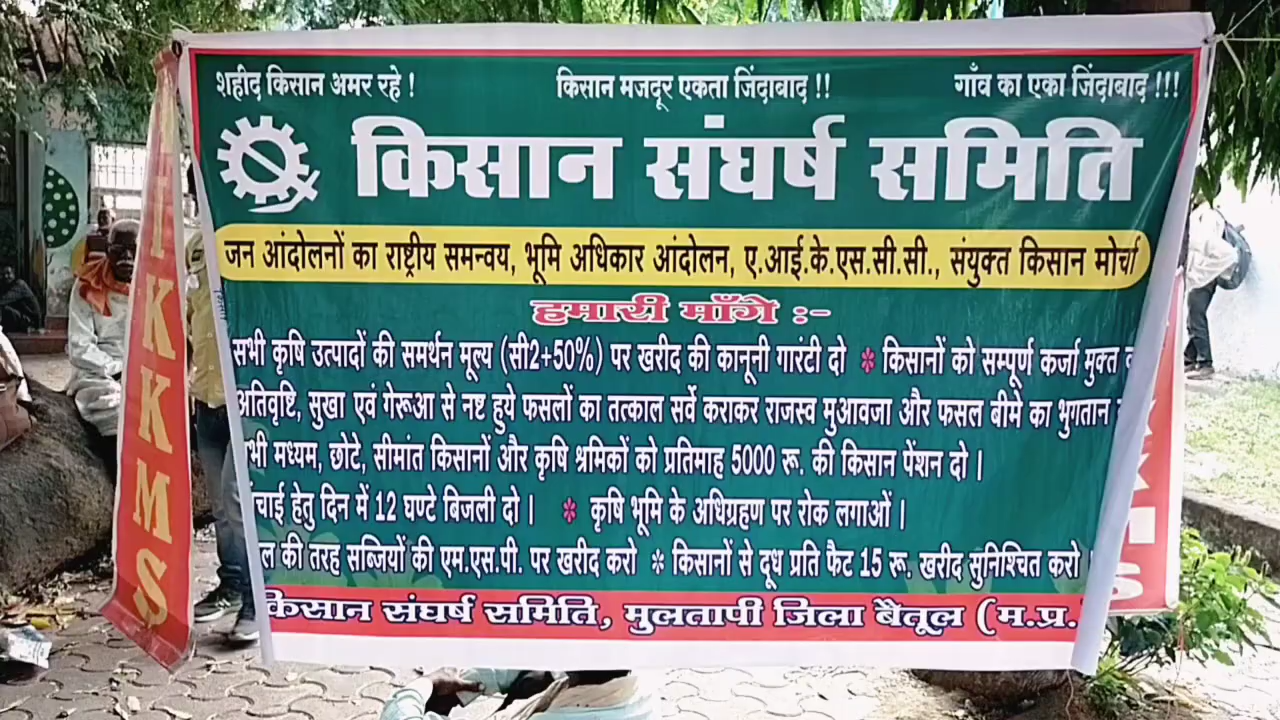 शहीद किसान अमर रहे ! किसान मजदूर एकता जिंदाबाद !! गाँव का एका जिंदाबाद !!!
किसान संघर्ष समिति
जन आंदोलनों का राष्ट्रीय समन्वय, भूमि अधिकार आंदोलन, ए.आई.के.एस.सी.सी., संयुक्त किसान मोर्चा
हमारी माँगे :-
सभी कृषि उत्पादों की समर्थन मूल्य (सी2+50%) पर खरीद की कानूनी गारंटी दो * किसानों को सम्पूर्ण कर्जा मुक्त
अतिवृष्टि, सुखा एवं गेरूआ से नष्ट हुये फसलों का तत्काल सर्वे कराकर राजस्व मुआवजा और फसल बीमे का भुगतान
मध्यम, छोटे, सीमांत किसानों और कृषि श्रमिकों को प्रतिमाह 5000 रू. की किसान पेंशन दो |
हेतु दिन में 12 घण्टे बिजली दो | * कृषि भूमि के अधिग्रहण पर रोक लगाओं |
की तरह सब्जियों की एम.एस.पी. पर खरीद करो * किसानों से दूध प्रति फैट 15 रू. खरीद सुनिश्चित करो
किसान संघर्ष समिति, मुलतापी जिला बैतूल (म.प्र.
KKMS